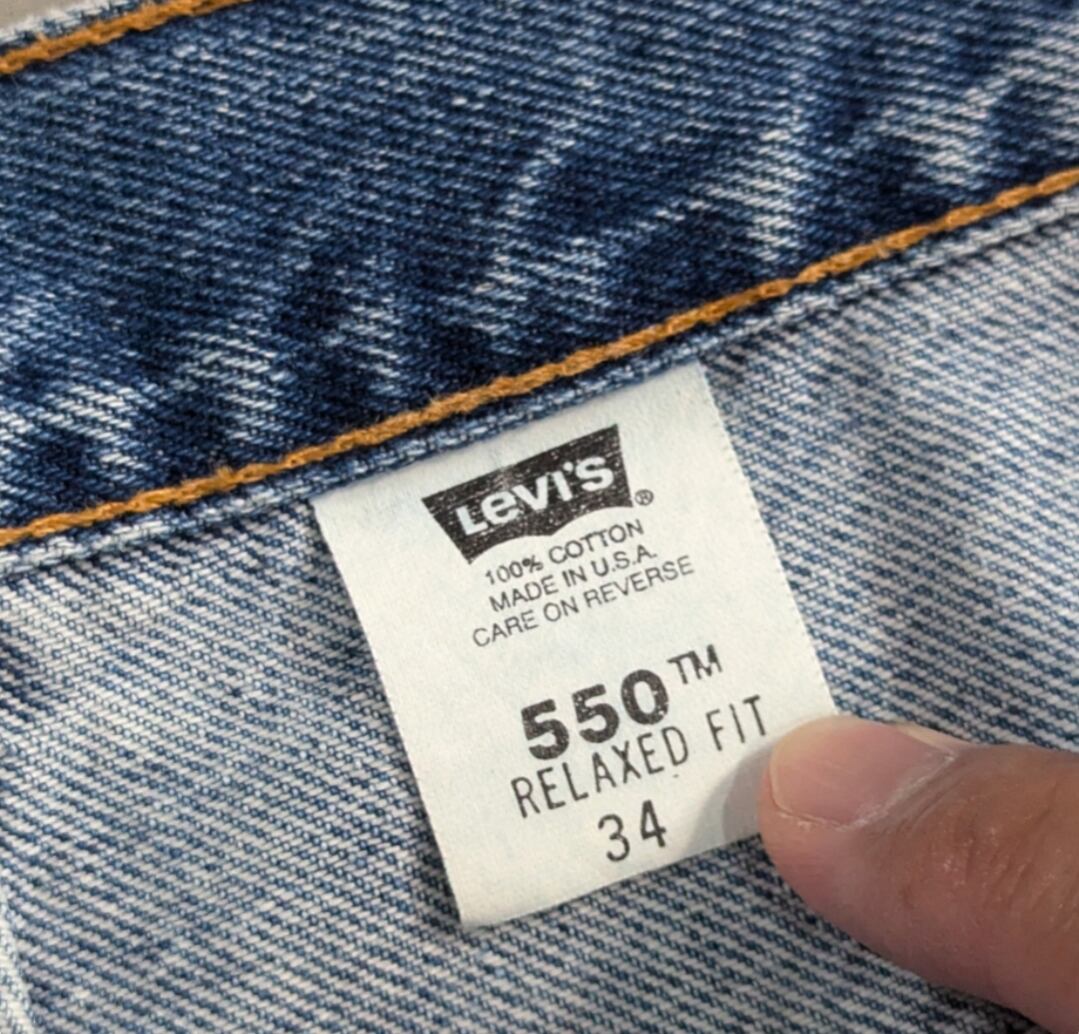 Levi's®
100% COTTON
MADE IN U.S.A.
CARE ON REVERSE
550™
RELAXED FIT
34